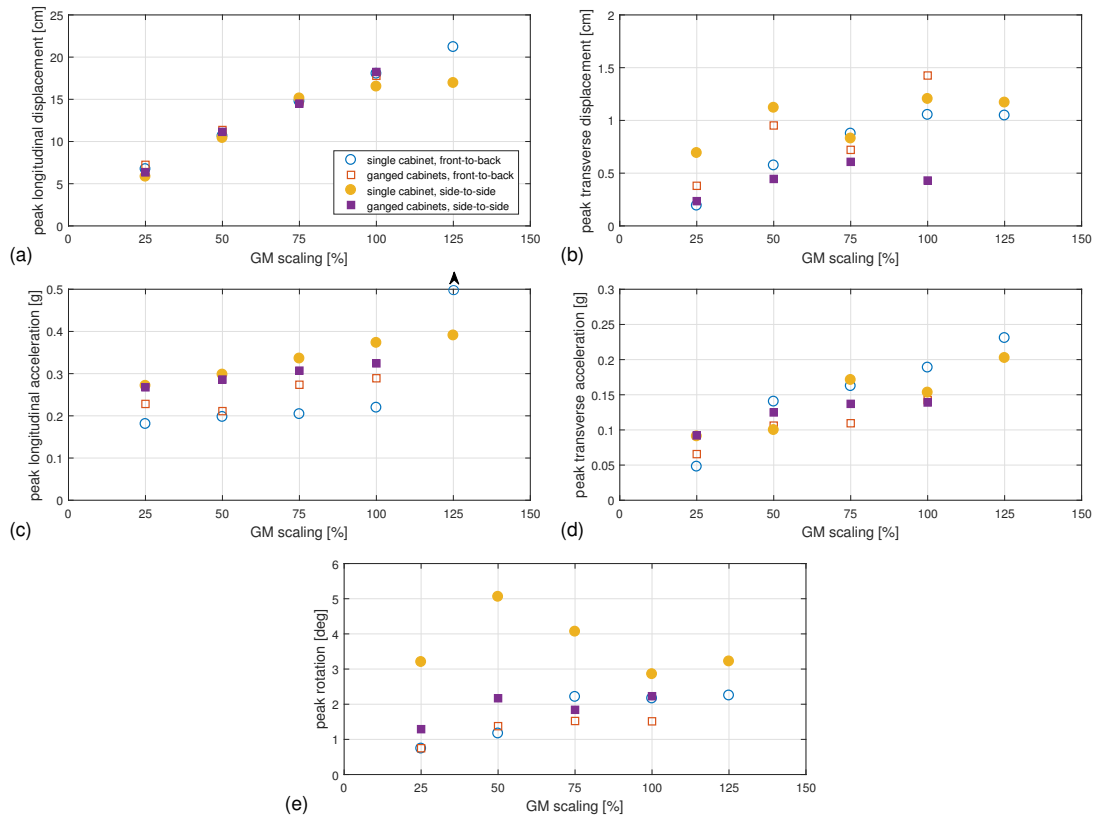 25
20
15
10
5
0
peak longitudinal displacement [cm]
single cabinet, front-to-back
ganged cabinets, front-to-back
single cabinet, side-to-side
ganged cabinets, side-to-side
0 25 50 75 100 125 150
GM scaling [%]
(a)
2
1.5
1
0.5
0
peak transverse displacement [cm]
0 25 50 75 100 125 150
GM scaling [%]
(b)
0.5
0.4
0.3
0.2
0.1
0
peak longitudinal acceleration [g]
0 25 50 75 100 125 150
GM scaling [%]
(c)
0.3
0.25
0.2
0.15
0.1
0.05
0
peak transverse acceleration [g]
0 25 50 75 100 125 150
GM scaling [%]
(d)
6
5
4
3
2
1
0
peak rotation [deg]
0 25 50 75 100 125 150
GM scaling [%]
(e)